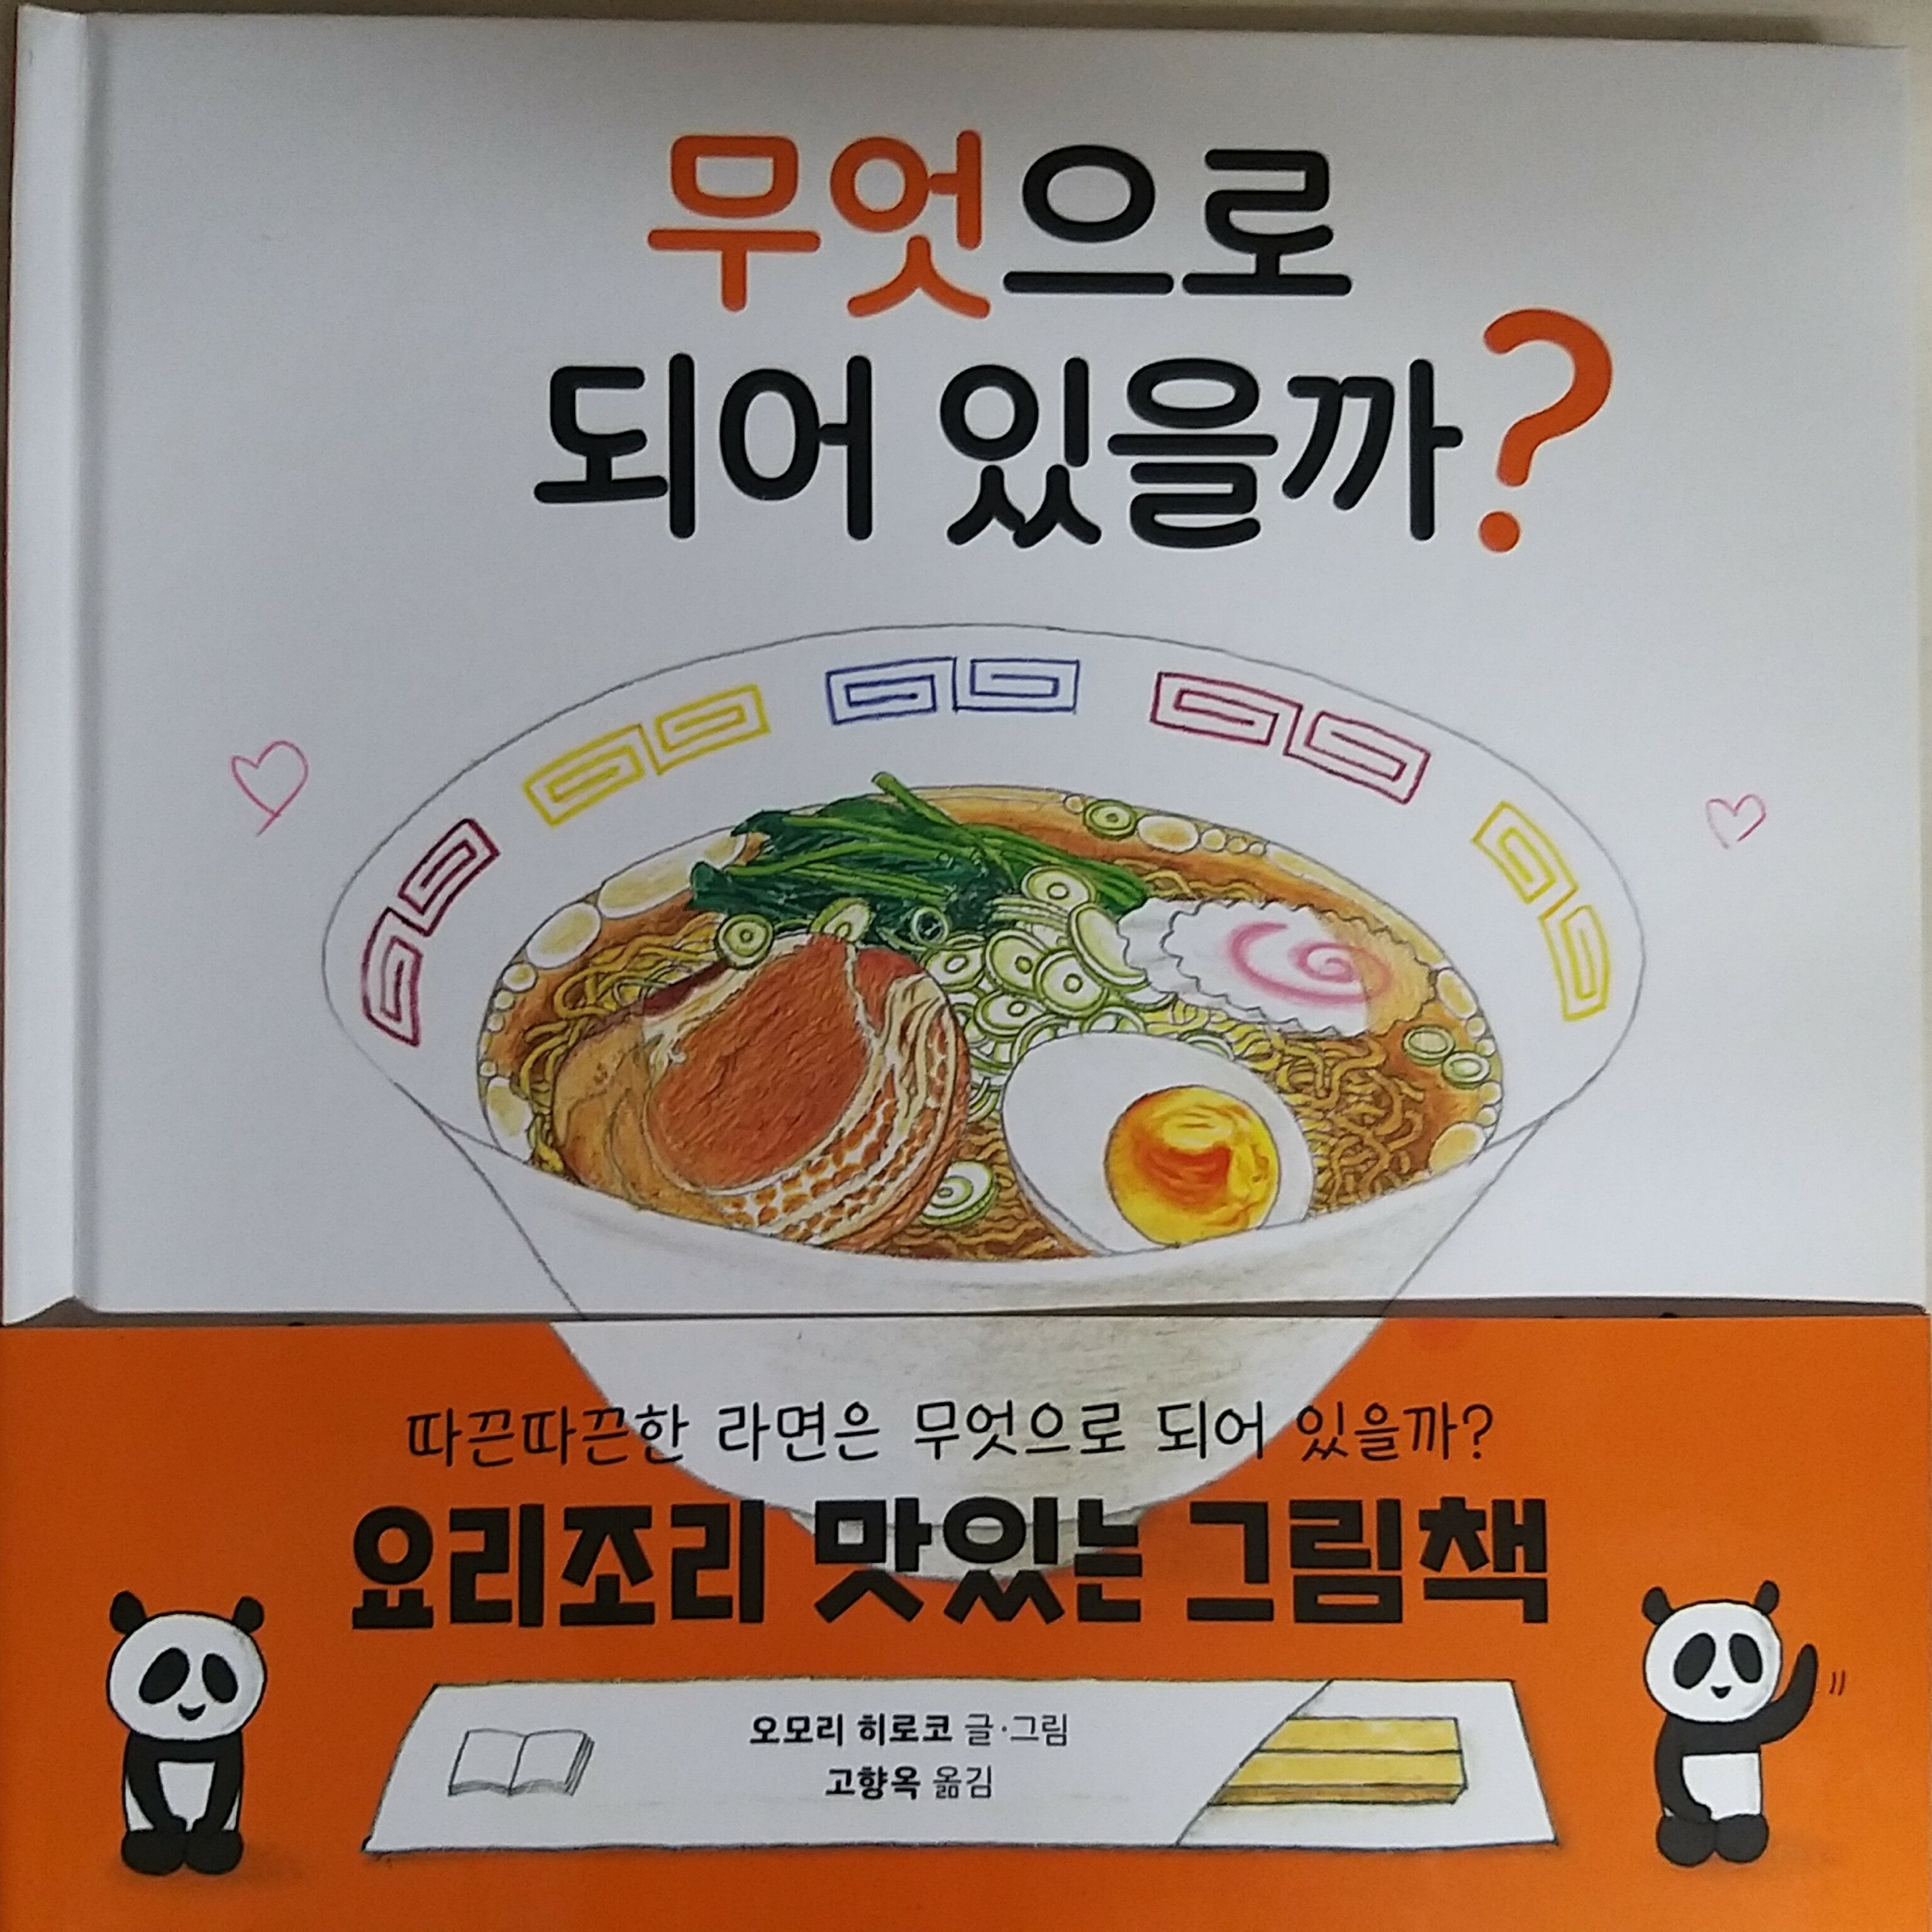 무엇으로
되어 있을까?
따끈따끈한 라면은 무엇으로 되어 있을까?
요리조리 맛있는 그림책
오모리 히로코 글·그림
고향옥 옮김